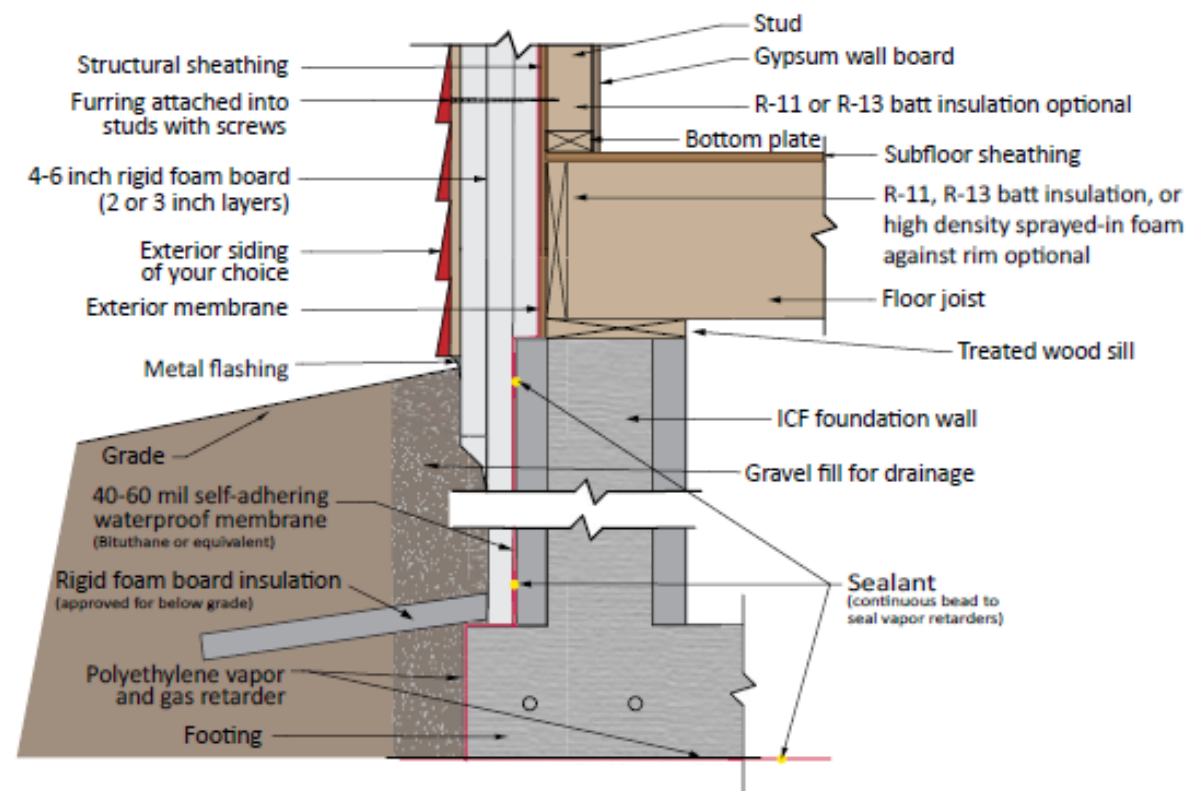 Stud
Structural sheathing
Gypsum wall board
Furring attached into
studs with screws
R-11 or R-13 batt insulation optional
Bottom plate
Subfloor sheathing
4-6 inch rigid foam board
(2 or 3 inch layers)
R-11, R-13 batt insulation, or
high density sprayed-in foam
against rim optional
Exterior siding
of your choice
Floor joist
Exterior membrane
Treated wood sill
Metal flashing
ICF foundation wall
Grade
Gravel fill for drainage
40-60 mil self-adhering
waterproof membrane
(Bituthane or equivalent)
Rigid foam board insulation
(approved for below grade)
Sealant
(continuous bead to
seal vapor retarders)
Polyethylene vapor
and gas retarder
Footing